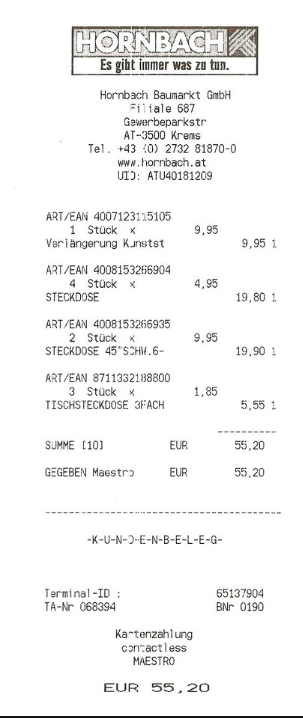 HORNBACH
Es gibt immer was zu tun.
Hornbach Baumarkt GmbH
Filiale 687
Gewerbeparkstr
AT-3500 Krems
Tel. +43 (0) 2732 81870-0
www.hornbach.at
UID: ATU40181209
ART/EAN 4007123115105
1 Stück x 9,95
Verlängerung Kunstst 9,95 1
ART/EAN 4008153266904
4 Stück x 4,95
STECKDOSE 19,80 1
ART/EAN 4008153266935
2 Stück x 9,95
STECKDOSE 45°SCHW.6- 19,90 1
ART/EAN 8711332188800
3 Stück x 1,85
TISCHSTECKDOSE 3FACH 5,55 1
SUMME [10] EUR 55,20
GEGEBEN Maestro EUR 55,20
-K-U-N-D-E-N-B-E-L-E-G-
Terminal-ID : 65137904
TA-Nr 068394 BNr 0190
Kartenzahlung
contactless
MAESTRO
EUR 55,20